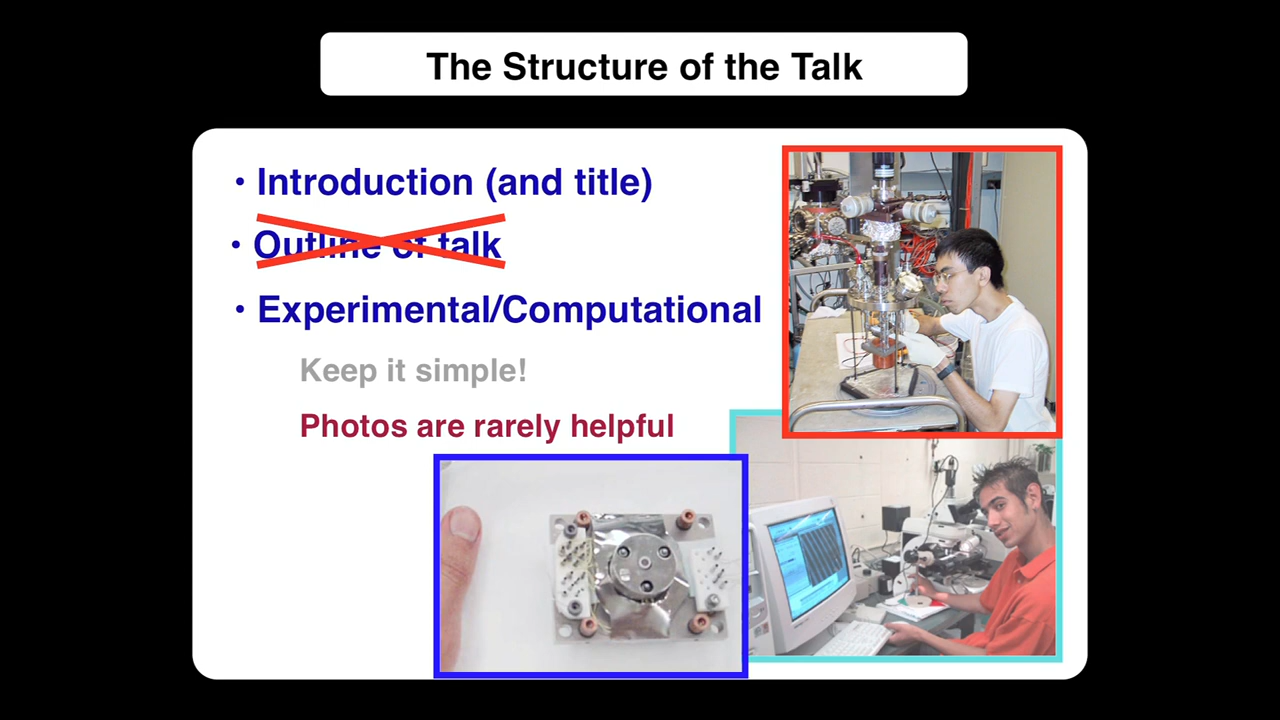 The Structure of the Talk
• Introduction (and title)
• Outline of talk
• Experimental/Computational
Keep it simple!
Photos are rarely helpful